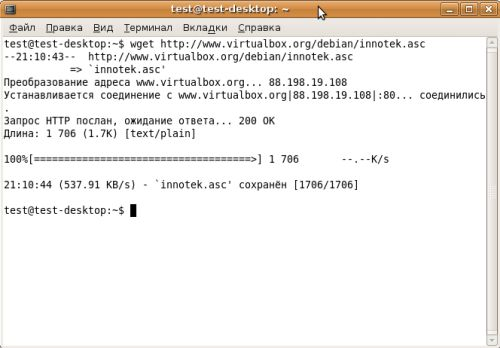 test@test-desktop: ~
Файл Правка Вид Терминал Вкладки Справка
test@test-desktop:~$ wget http://www.virtualbox.org/debian/innotek.asc
--21:10:43--  http://www.virtualbox.org/debian/innotek.asc
           => `innotek.asc'
Преобразование адреса www.virtualbox.org... 88.198.19.108
Устанавливается соединение с www.virtualbox.org|88.198.19.108|:80... соединились
.
Запрос HTTP послан, ожидание ответа... 200 OK
Длина: 1 706 (1.7K) [text/plain]
100%[====================================>] 1 706       --.--K/s
21:10:44 (537.91 KB/s) - `innotek.asc' сохранён [1706/1706]
test@test-desktop:~$